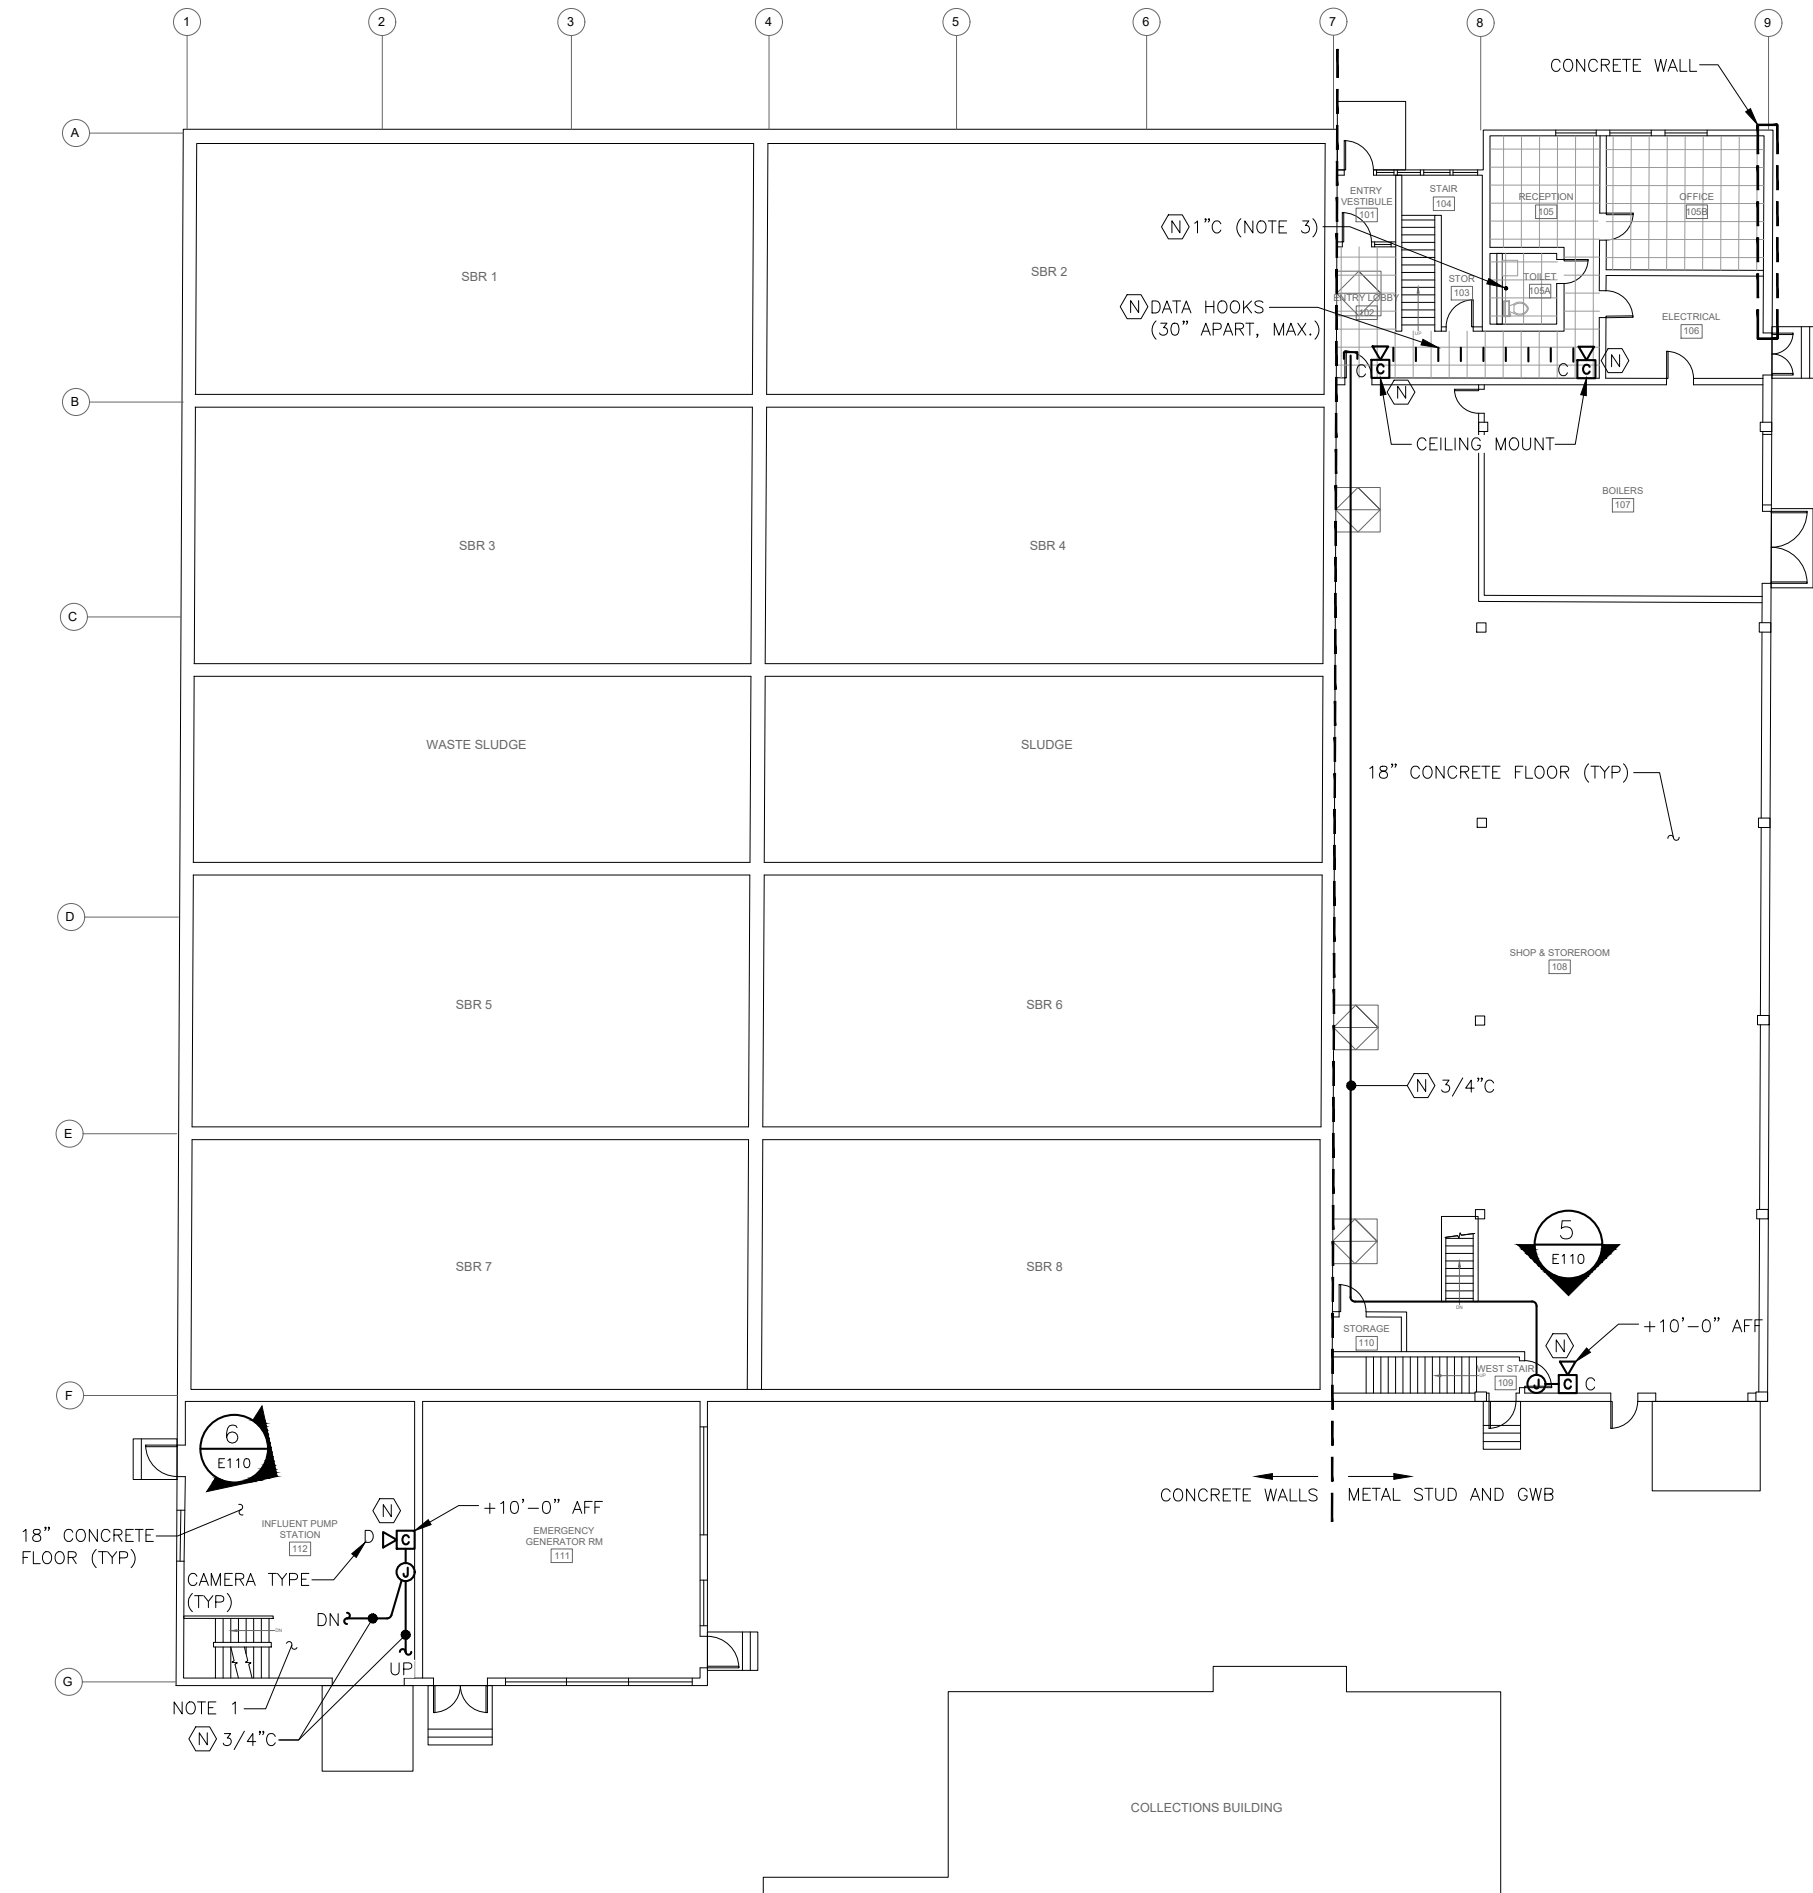 1
2
3
4
5
6
7
8
9
CONCRETE WALL
A
ENTRY
VESTIBULE
101
STAIR
104
RECEPTION
105
OFFICE
105B
N 1"C (NOTE 3)
SBR 1
SBR 2
STOR
103
TOILET
105A
N DATA HOOKS
(30" APART, MAX.)
ENTRY LOBBY
102
UP
ELECTRICAL
106
C C
N
C C
N
B
CEILING MOUNT
BOILERS
107
SBR 3
SBR 4
C
WASTE SLUDGE
SLUDGE
18" CONCRETE FLOOR (TYP)
D
SHOP & STOREROOM
108
SBR 5
SBR 6
N 3/4"C
E
5
E110
SBR 7
SBR 8
DN
STORAGE
110
+10'-0" AFF
N
WEST STAIR
109
UP
J
C C
F
6
E110
CONCRETE WALLS
METAL STUD AND GWB
18" CONCRETE
FLOOR (TYP)
INFLUENT PUMP
STATION
112
N
+10'-0" AFF
D C
J
EMERGENCY
GENERATOR RM
111
CAMERA TYPE
(TYP)
DN
DN
UP
G
NOTE 1
N 3/4"C
COLLECTIONS BUILDING